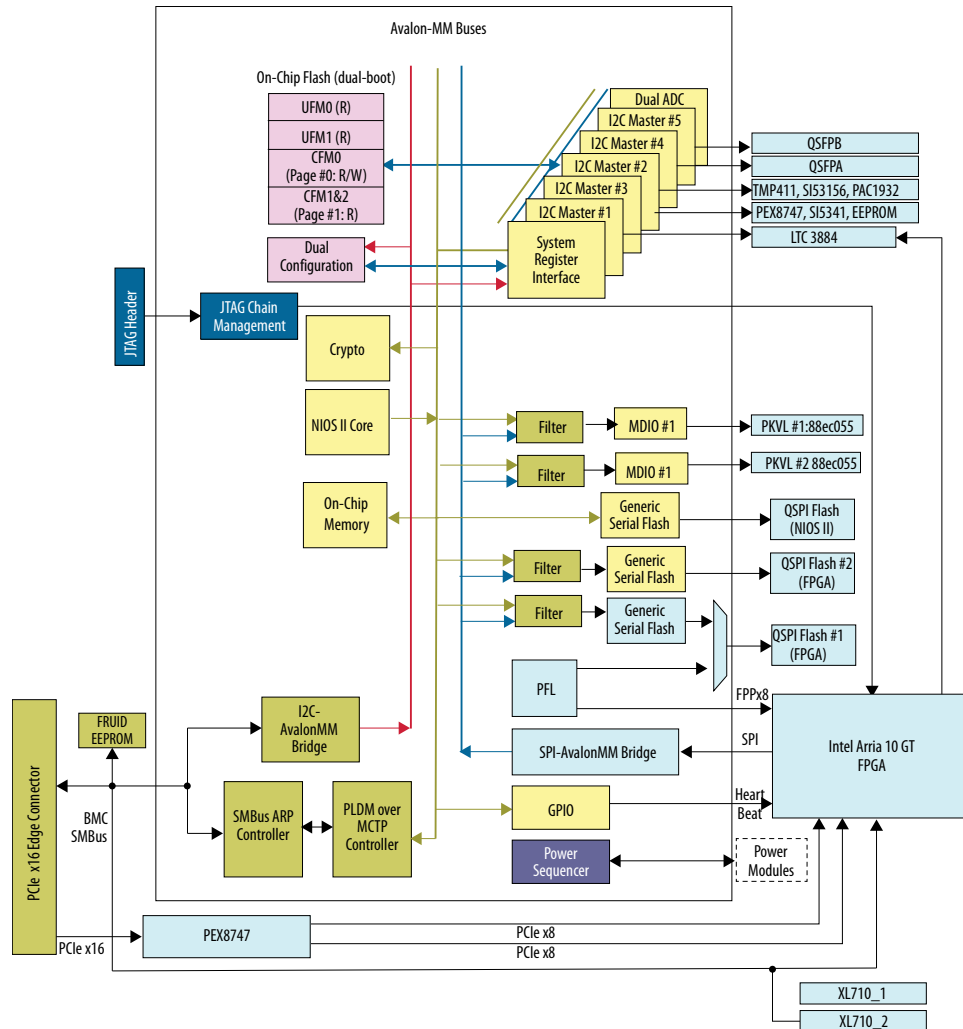 Avalon-MM Buses
On-Chip Flash (dual-boot)
UFM0 (R)
UFM1 (R)
CFM0
(Page #0: R/W)
CFM1&2
(Page #1: R)
Dual
Configuration
Dual ADC
I2C Master #5
I2C Master #4
I2C Master #2
I2C Master #3
I2C Master #1
System
Register
Interface
QSFPB
QSFPA
TMP411, SI53156, PAC1932
PEX8747, SI5341, EEPROM
LTC 3884
JTAG Header
JTAG Chain
Management
Crypto
NIOS II Core
Filter
MDIO #1
PKVL #1:88ec055
Filter
MDIO #1
PKVL #2 88ec055
On-Chip
Memory
Generic
Serial Flash
QSPI Flash
(NIOS II)
Filter
Generic
Serial Flash
QSPI Flash #2
(FPGA)
Filter
Generic
Serial Flash
QSPI Flash #1
(FPGA)
PFL
FPPx8
PCIe x16 Edge Connector
FRUID
EEPROM
I2C-
AvalonMM
Bridge
SPI-AvalonMM Bridge
SPI
Intel Arria 10 GT
FPGA
BMC
SMBus
SMBus ARP
Controller
PLDM over
MCTP
Controller
GPIO
Heart
Beat
Power
Sequencer
Power
Modules
PCIe x16
PEX8747
PCIe x8
PCIe x8
XL710_1
XL710_2